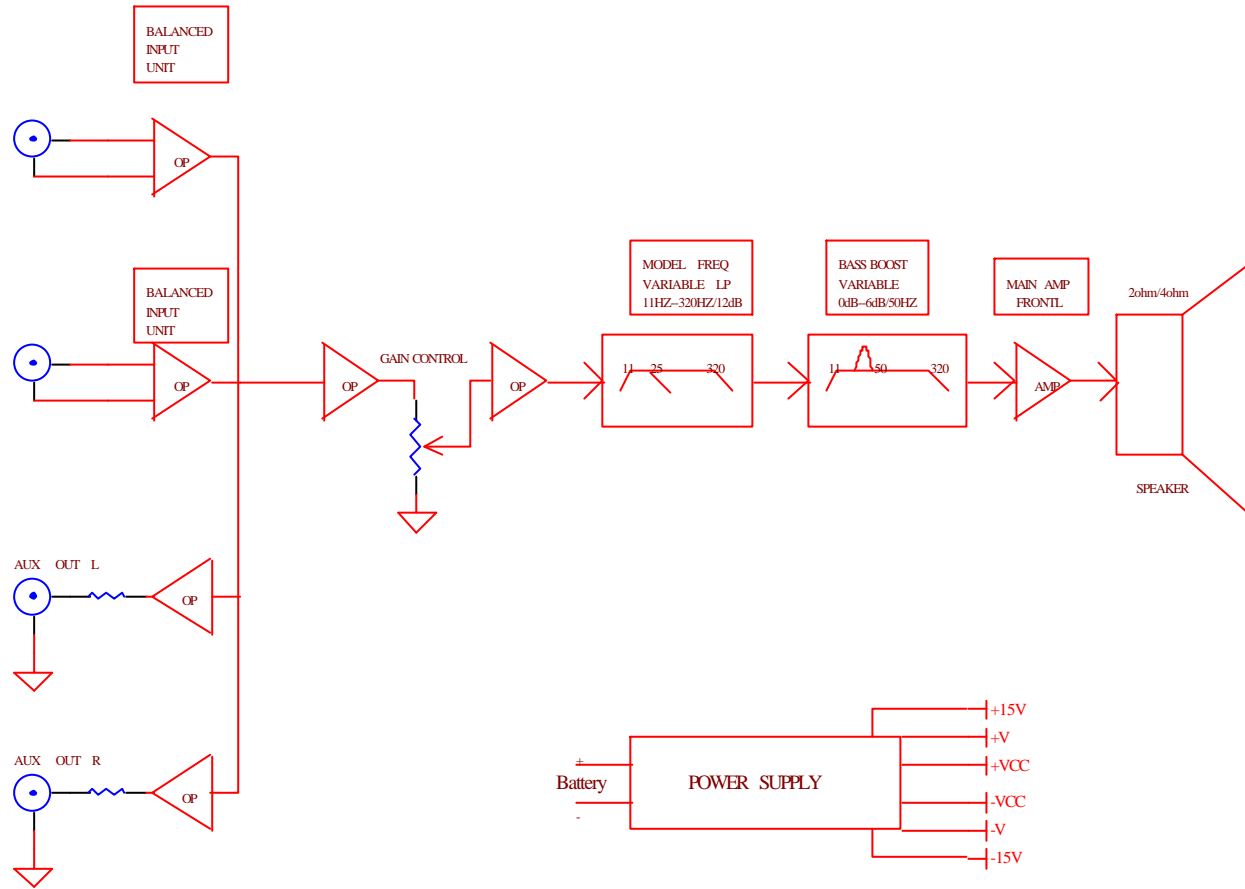 BALANCED
INPUT
UNIT
OP
BALANCED
INPUT
UNIT
OP
OP
GAIN CONTROL
OP
MODEL FREQ
VARIABLE LP
11HZ--320HZ/12dB
11 25 320
BASS BOOST
VARIABLE
0dB--6dB/50HZ
11 50 320
MAIN AMP
FRONTL
AMP
2ohm/4ohm
SPEAKER
AUX OUT L
OP
AUX OUT R
OP
+
Battery
-
POWER SUPPLY
+15V
+V
+VCC
-VCC
-V
-15V